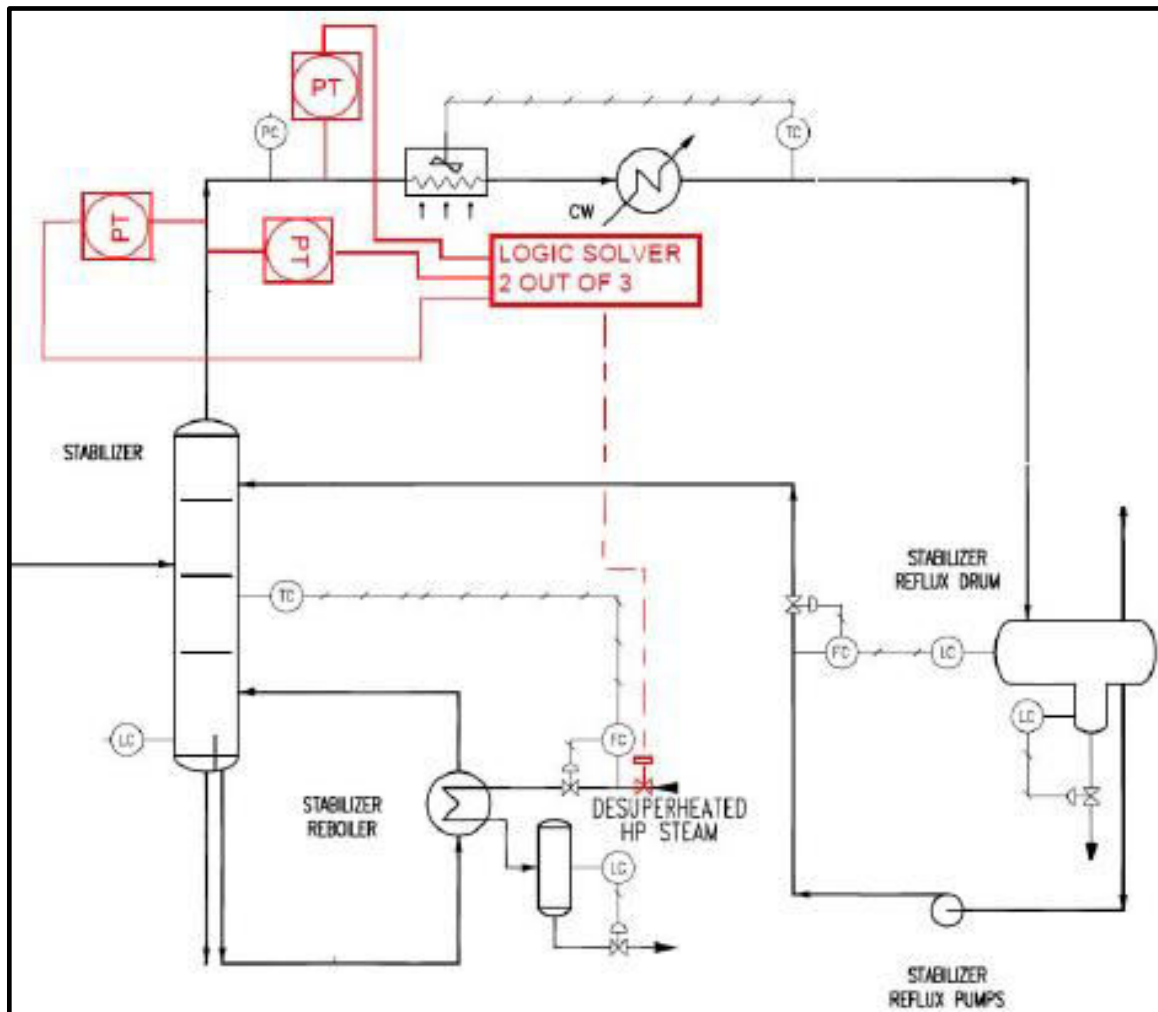 PT
PC
TC
PT
PT
CW
LOGIC SOLVER
2 OUT OF 3
STABILIZER
STABILIZER
REFLUX DRUM
TC
FC
LC
LC
LC
FC
STABILIZER
REBOILER
DESUPERHEATED
HP STEAM
LC
STABILIZER
REFLUX PUMPS